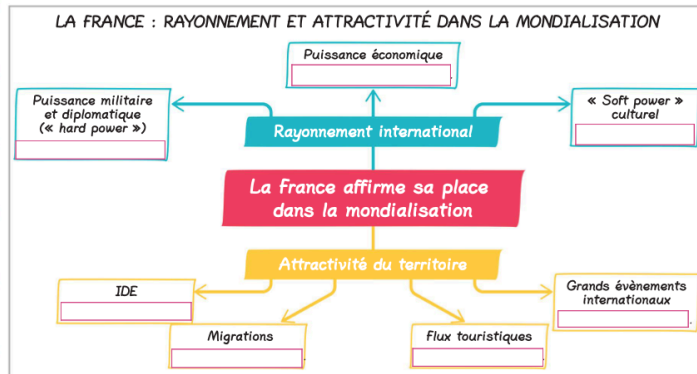 LA FRANCE : RAYONNEMENT ET ATTRACTIVITÉ DANS LA MONDIALISATION
Puissance économique
Puissance militaire
et diplomatique
(« hard power »)
« Soft power »
culturel
Rayonnement international
La France affirme sa place
dans la mondialisation
Attractivité du territoire
IDE
Migrations
Flux touristiques
Grands évènements
internationaux